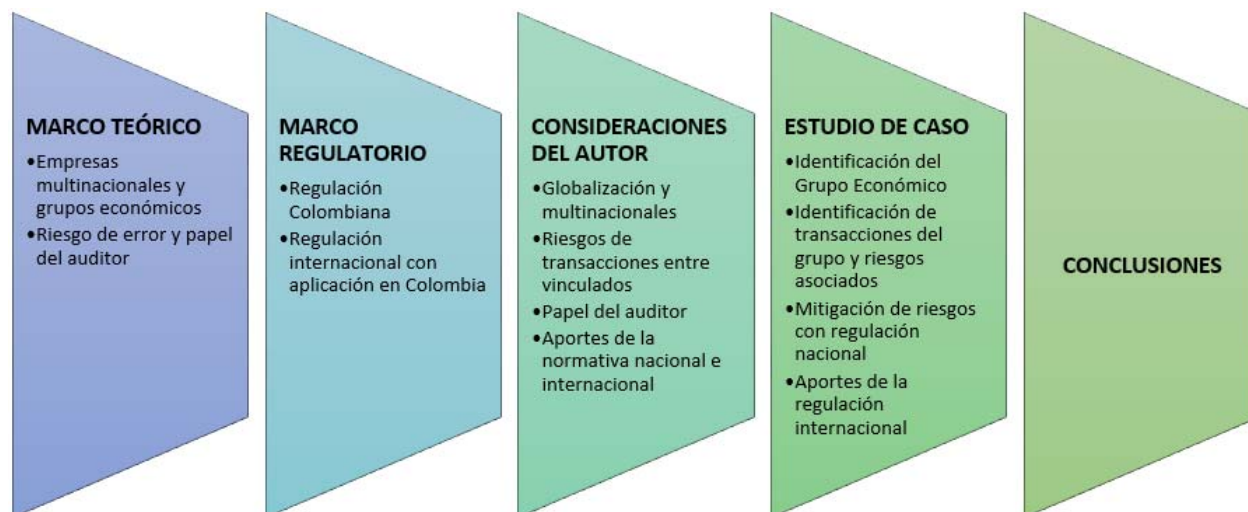 MARCO TEÓRICO
•Empresas
multinacionales y
grupos económicos
•Riesgo de error y papel
del auditor
MARCO
REGULATORIO
•Regulación
Colombiana
•Regulación
internacional con
aplicación en Colombia
CONSIDERACIONES
DEL AUTOR
•Globalización y
multinacionales
•Riesgos de
transacciones entre
vinculados
•Papel del auditor
•Aportes de la
normativa nacional e
internacional
ESTUDIO DE CASO
•Identificación del
Grupo Económico
•Identificación de
transacciones del
grupo y riesgos
asociados
•Mitigación de riesgos
con regulación
nacional
•Aportes de la
regulación
internacional
CONCLUSIONES